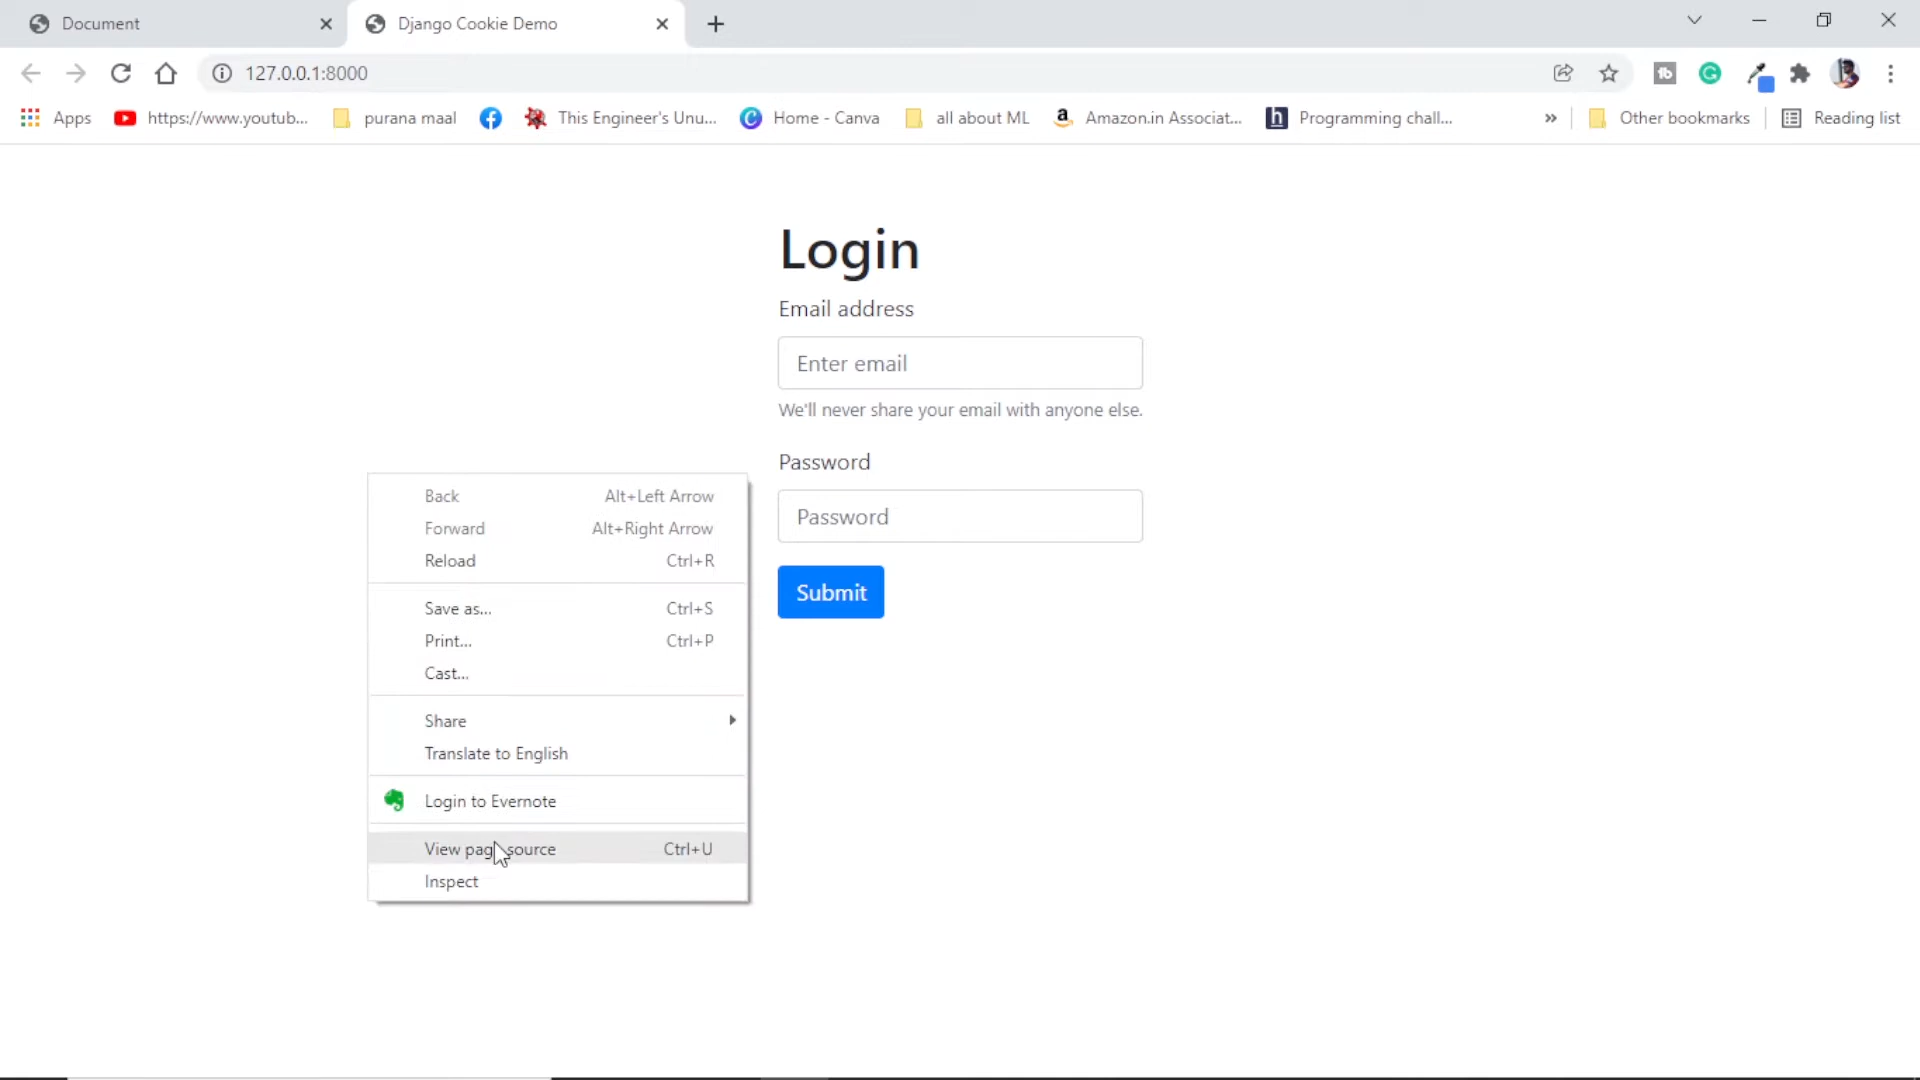 Document
Django Cookie Demo
127.0.0.1:8000
Apps
https://www.youtub...
purana maal
This Engineer's Unu...
Home - Canva
all about ML
Amazon.in Associat...
Programming chall...
»
Other bookmarks
Reading list
Login
Email address
Enter email
We'll never share your email with anyone else.
Password
Password
Submit
Back Alt+Left Arrow
Forward Alt+Right Arrow
Reload Ctrl+R
Save as... Ctrl+S
Print... Ctrl+P
Cast...
Share
Translate to English
Login to Evernote
View page source Ctrl+U
Inspect